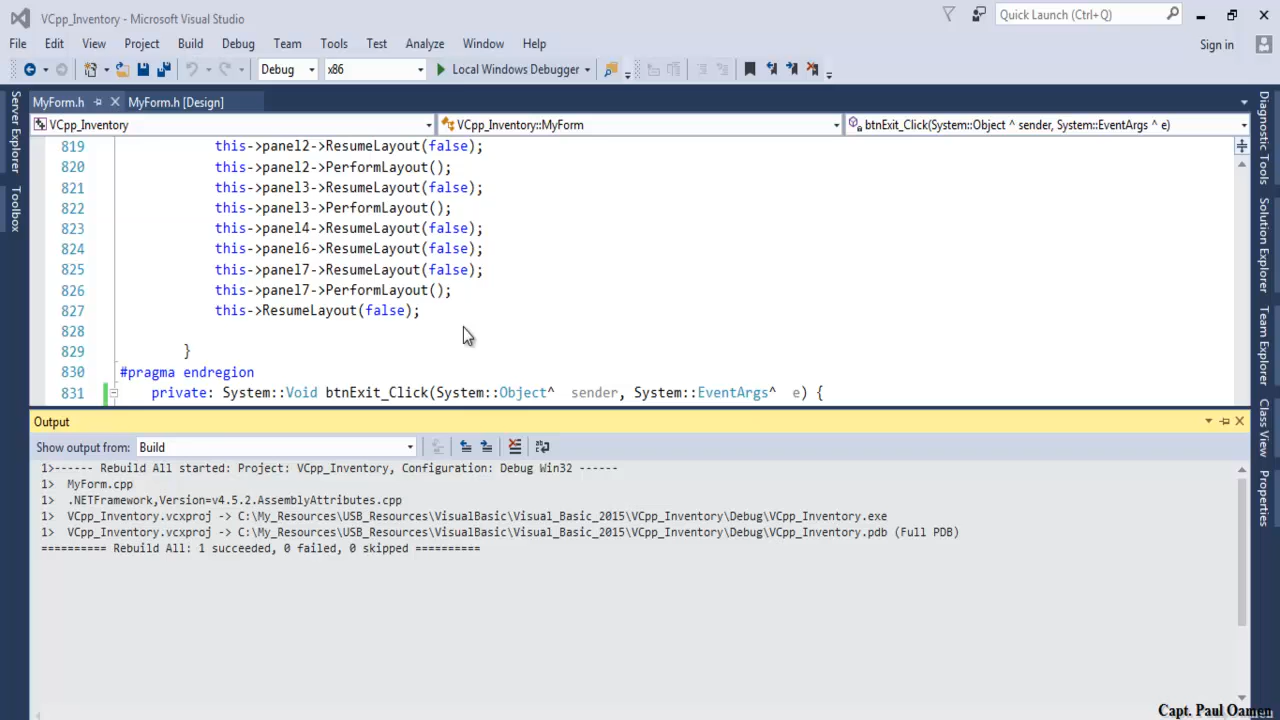 VCpp_Inventory - Microsoft Visual Studio
Quick Launch (Ctrl+Q)
File Edit View Project Build Debug Team Tools Test Analyze Window Help
Sign in
Debug x86 Local Windows Debugger
Server Explorer
Toolbox
MyForm.h MyForm.h [Design]
VCpp_Inventory VCpp_Inventory::MyForm btnExit_Click(System::Object ^ sender, System::EventArgs ^ e)
819 this->panel2->ResumeLayout(false);
820 this->panel2->PerformLayout();
821 this->panel3->ResumeLayout(false);
822 this->panel3->PerformLayout();
823 this->panel4->ResumeLayout(false);
824 this->panel6->ResumeLayout(false);
825 this->panel7->ResumeLayout(false);
826 this->panel7->PerformLayout();
827 this->ResumeLayout(false);
828
829 }
830 #pragma endregion
831 private: System::Void btnExit_Click(System::Object^ sender, System::EventArgs^ e) {
Output
Show output from: Build
1>------ Rebuild All started: Project: VCpp_Inventory, Configuration: Debug Win32 ------
1> MyForm.cpp
1> .NETFramework,Version=v4.5.2.AssemblyAttributes.cpp
1> VCpp_Inventory.vcxproj -> C:\My_Resources\USB_Resources\VisualBasic\Visual_Basic_2015\VCpp_Inventory\Debug\VCpp_Inventory.exe
1> VCpp_Inventory.vcxproj -> C:\My_Resources\USB_Resources\VisualBasic\Visual_Basic_2015\VCpp_Inventory\Debug\VCpp_Inventory.pdb (Full PDB)
========== Rebuild All: 1 succeeded, 0 failed, 0 skipped ==========
Diagnostic Tools
Solution Explorer
Team Explorer
Class View
Properties
Capt. Paul Oamen